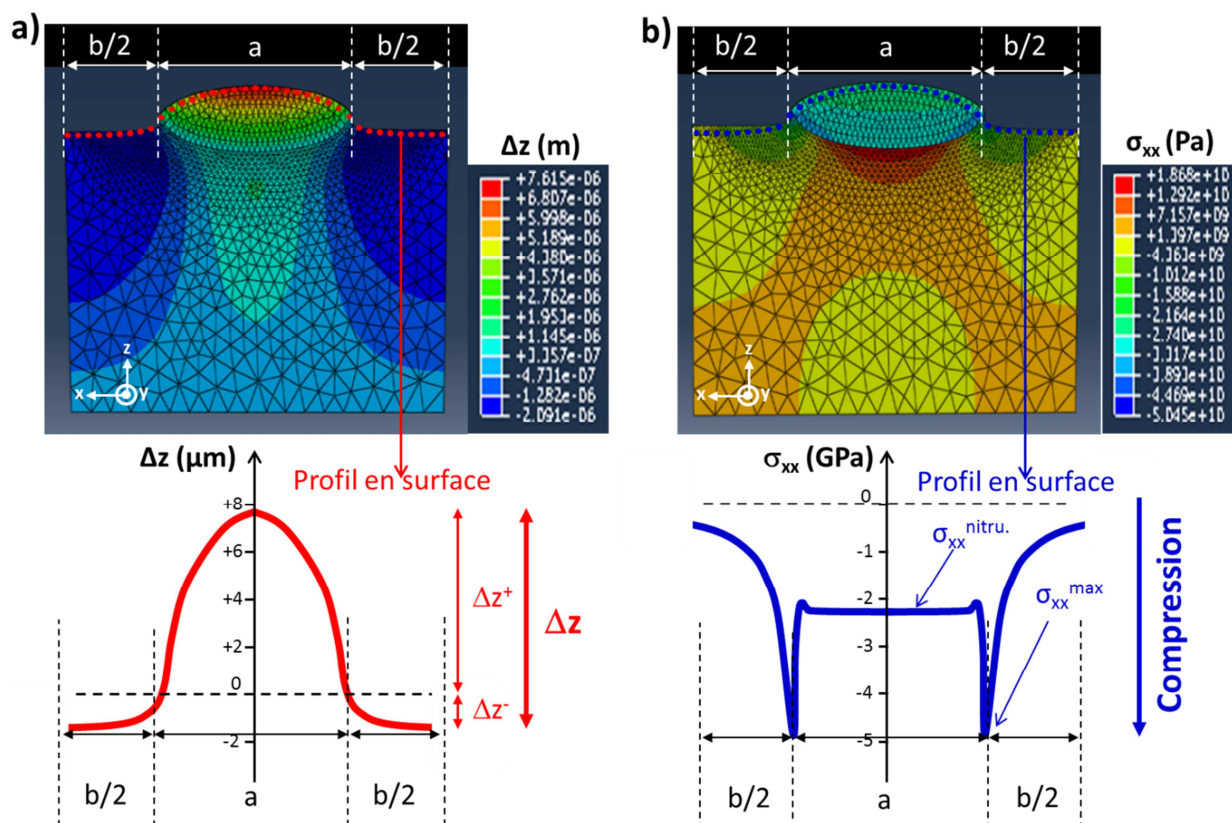 a)
b/2
a
b/2
Δz (m)
+7.615e-06
+6.807e-06
+5.998e-06
+5.189e-06
+4.380e-06
+3.571e-06
+2.762e-06
+1.953e-06
+1.145e-06
+3.357e-07
-4.731e-07
-1.282e-06
-2.091e-06
z
x
y
Δz (µm)
Profil en surface
+8
+6
+4
+2
0
-2
Δz⁺
Δz
Δz⁻
b/2
a
b/2
b)
b/2
a
b/2
σxx (Pa)
+1.868e+10
+1.292e+10
+7.157e+09
+1.397e+09
-4.363e+09
-1.012e+10
-1.588e+10
-2.164e+10
-2.740e+10
-3.317e+10
-3.893e+10
-4.469e+10
-5.045e+10
z
x
y
σxx (GPa)
Profil en surface
0
-1
-2
-3
-4
-5
σxx nitru.
σxx max
Compression
b/2
a
b/2